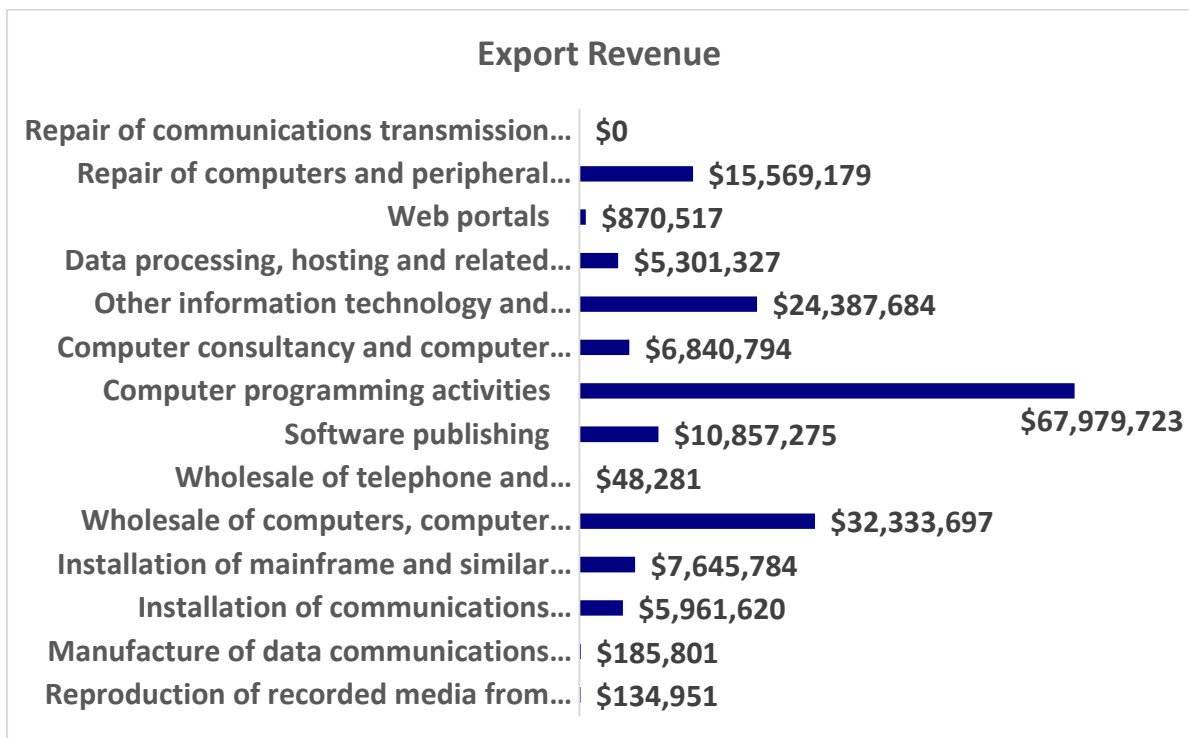 Export Revenue
Repair of communications transmission… $0
Repair of computers and peripheral… $15,569,179
Web portals $870,517
Data processing, hosting and related… $5,301,327
Other information technology and… $24,387,684
Computer consultancy and computer… $6,840,794
Computer programming activities $67,979,723
Software publishing $10,857,275
Wholesale of telephone and… $48,281
Wholesale of computers, computer… $32,333,697
Installation of mainframe and similar… $7,645,784
Installation of communications… $5,961,620
Manufacture of data communications… $185,801
Reproduction of recorded media from… $134,951